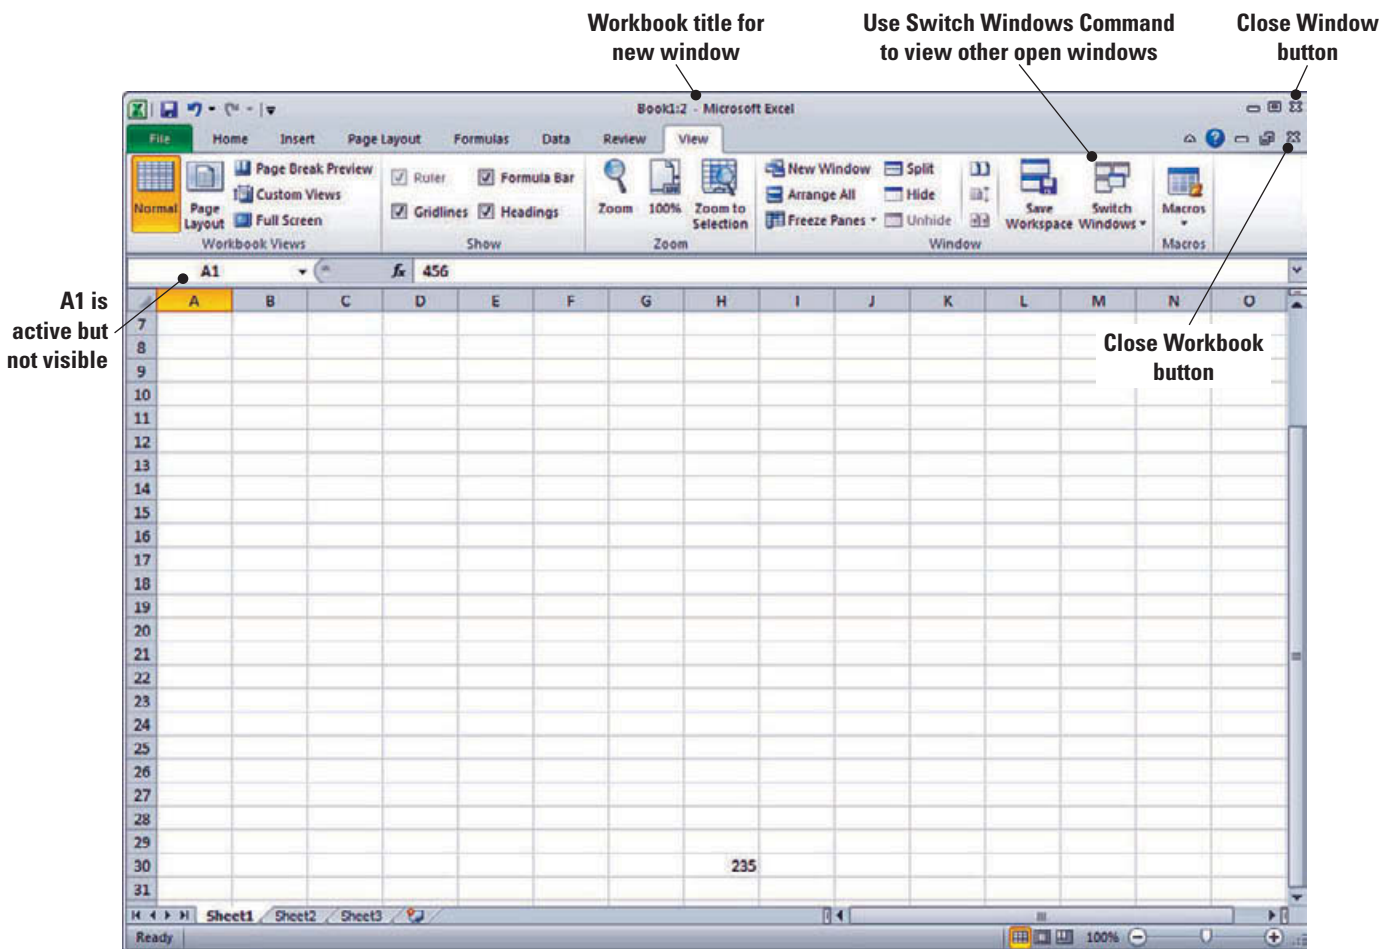 Workbook title for
new window
Use Switch Windows Command
to view other open windows
Close Window
button
Book1:2 - Microsoft Excel
File Home Insert Page Layout Formulas Data Review View
Normal
Page
Layout
Page Break Preview
Custom Views
Full Screen
Workbook Views
Ruler Formula Bar
Gridlines Headings
Show
Zoom
100%
Zoom to
Selection
Zoom
New Window
Arrange All
Freeze Panes
Split
Hide
Unhide
Save
Workspace
Switch
Windows
Window
Macros
Macros
A1 fx 456
A1 is
active but
not visible
A B C D E F G H I J K L M N O
7
8
9
10
11
12
13
14
15
16
17
18
19
20
21
22
23
24
25
26
27
28
29
30 235
31
Close Workbook
button
Sheet1 Sheet2 Sheet3
Ready 100%